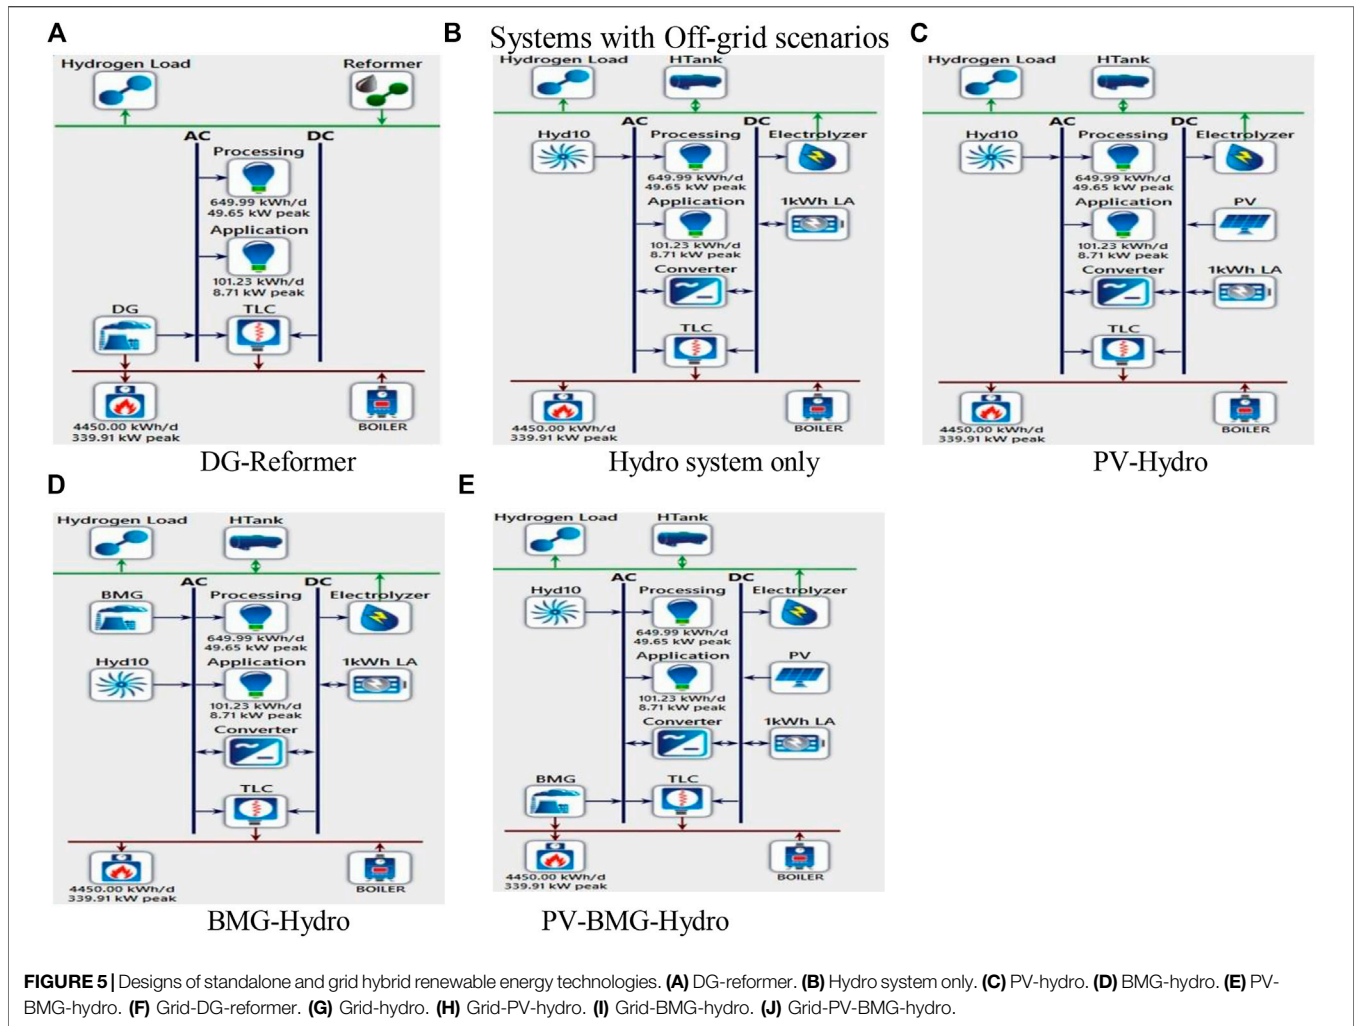 A
B
Systems with Off-grid scenarios
C
Hydrogen Load
Reformer
AC
DC
Processing
649.99 kWh/d
49.65 kW peak
Application
101.23 kWh/d
8.71 kW peak
DG
TLC
4450.00 kWh/d
339.91 kW peak
BOILER
DG-Reformer
Hydrogen Load
HTank
AC
DC
Hyd10
Processing
Electrolyzer
649.99 kWh/d
49.65 kW peak
Application
1kWh LA
101.23 kWh/d
8.71 kW peak
Converter
TLC
4450.00 kWh/d
339.91 kW peak
BOILER
Hydro system only
Hydrogen Load
HTank
AC
DC
Hyd10
Processing
Electrolyzer
649.99 kWh/d
49.65 kW peak
Application
PV
101.23 kWh/d
8.71 kW peak
Converter
1kWh LA
TLC
4450.00 kWh/d
339.91 kW peak
BOILER
PV-Hydro
D
E
Hydrogen Load
HTank
AC
DC
BMG
Processing
Electrolyzer
649.99 kWh/d
49.65 kW peak
Hyd10
Application
1kWh LA
101.23 kWh/d
8.71 kW peak
Converter
TLC
4450.00 kWh/d
339.91 kW peak
BOILER
BMG-Hydro
Hydrogen Load
HTank
AC
DC
Hyd10
Processing
Electrolyzer
649.99 kWh/d
49.65 kW peak
Application
PV
101.23 kWh/d
8.71 kW peak
Converter
1kWh LA
BMG
TLC
4450.00 kWh/d
339.91 kW peak
BOILER
PV-BMG-Hydro
FIGURE 5 | Designs of standalone and grid hybrid renewable energy technologies. (A) DG-reformer. (B) Hydro system only. (C) PV-hydro. (D) BMG-hydro. (E) PV-
BMG-hydro. (F) Grid-DG-reformer. (G) Grid-hydro. (H) Grid-PV-hydro. (I) Grid-BMG-hydro. (J) Grid-PV-BMG-hydro.